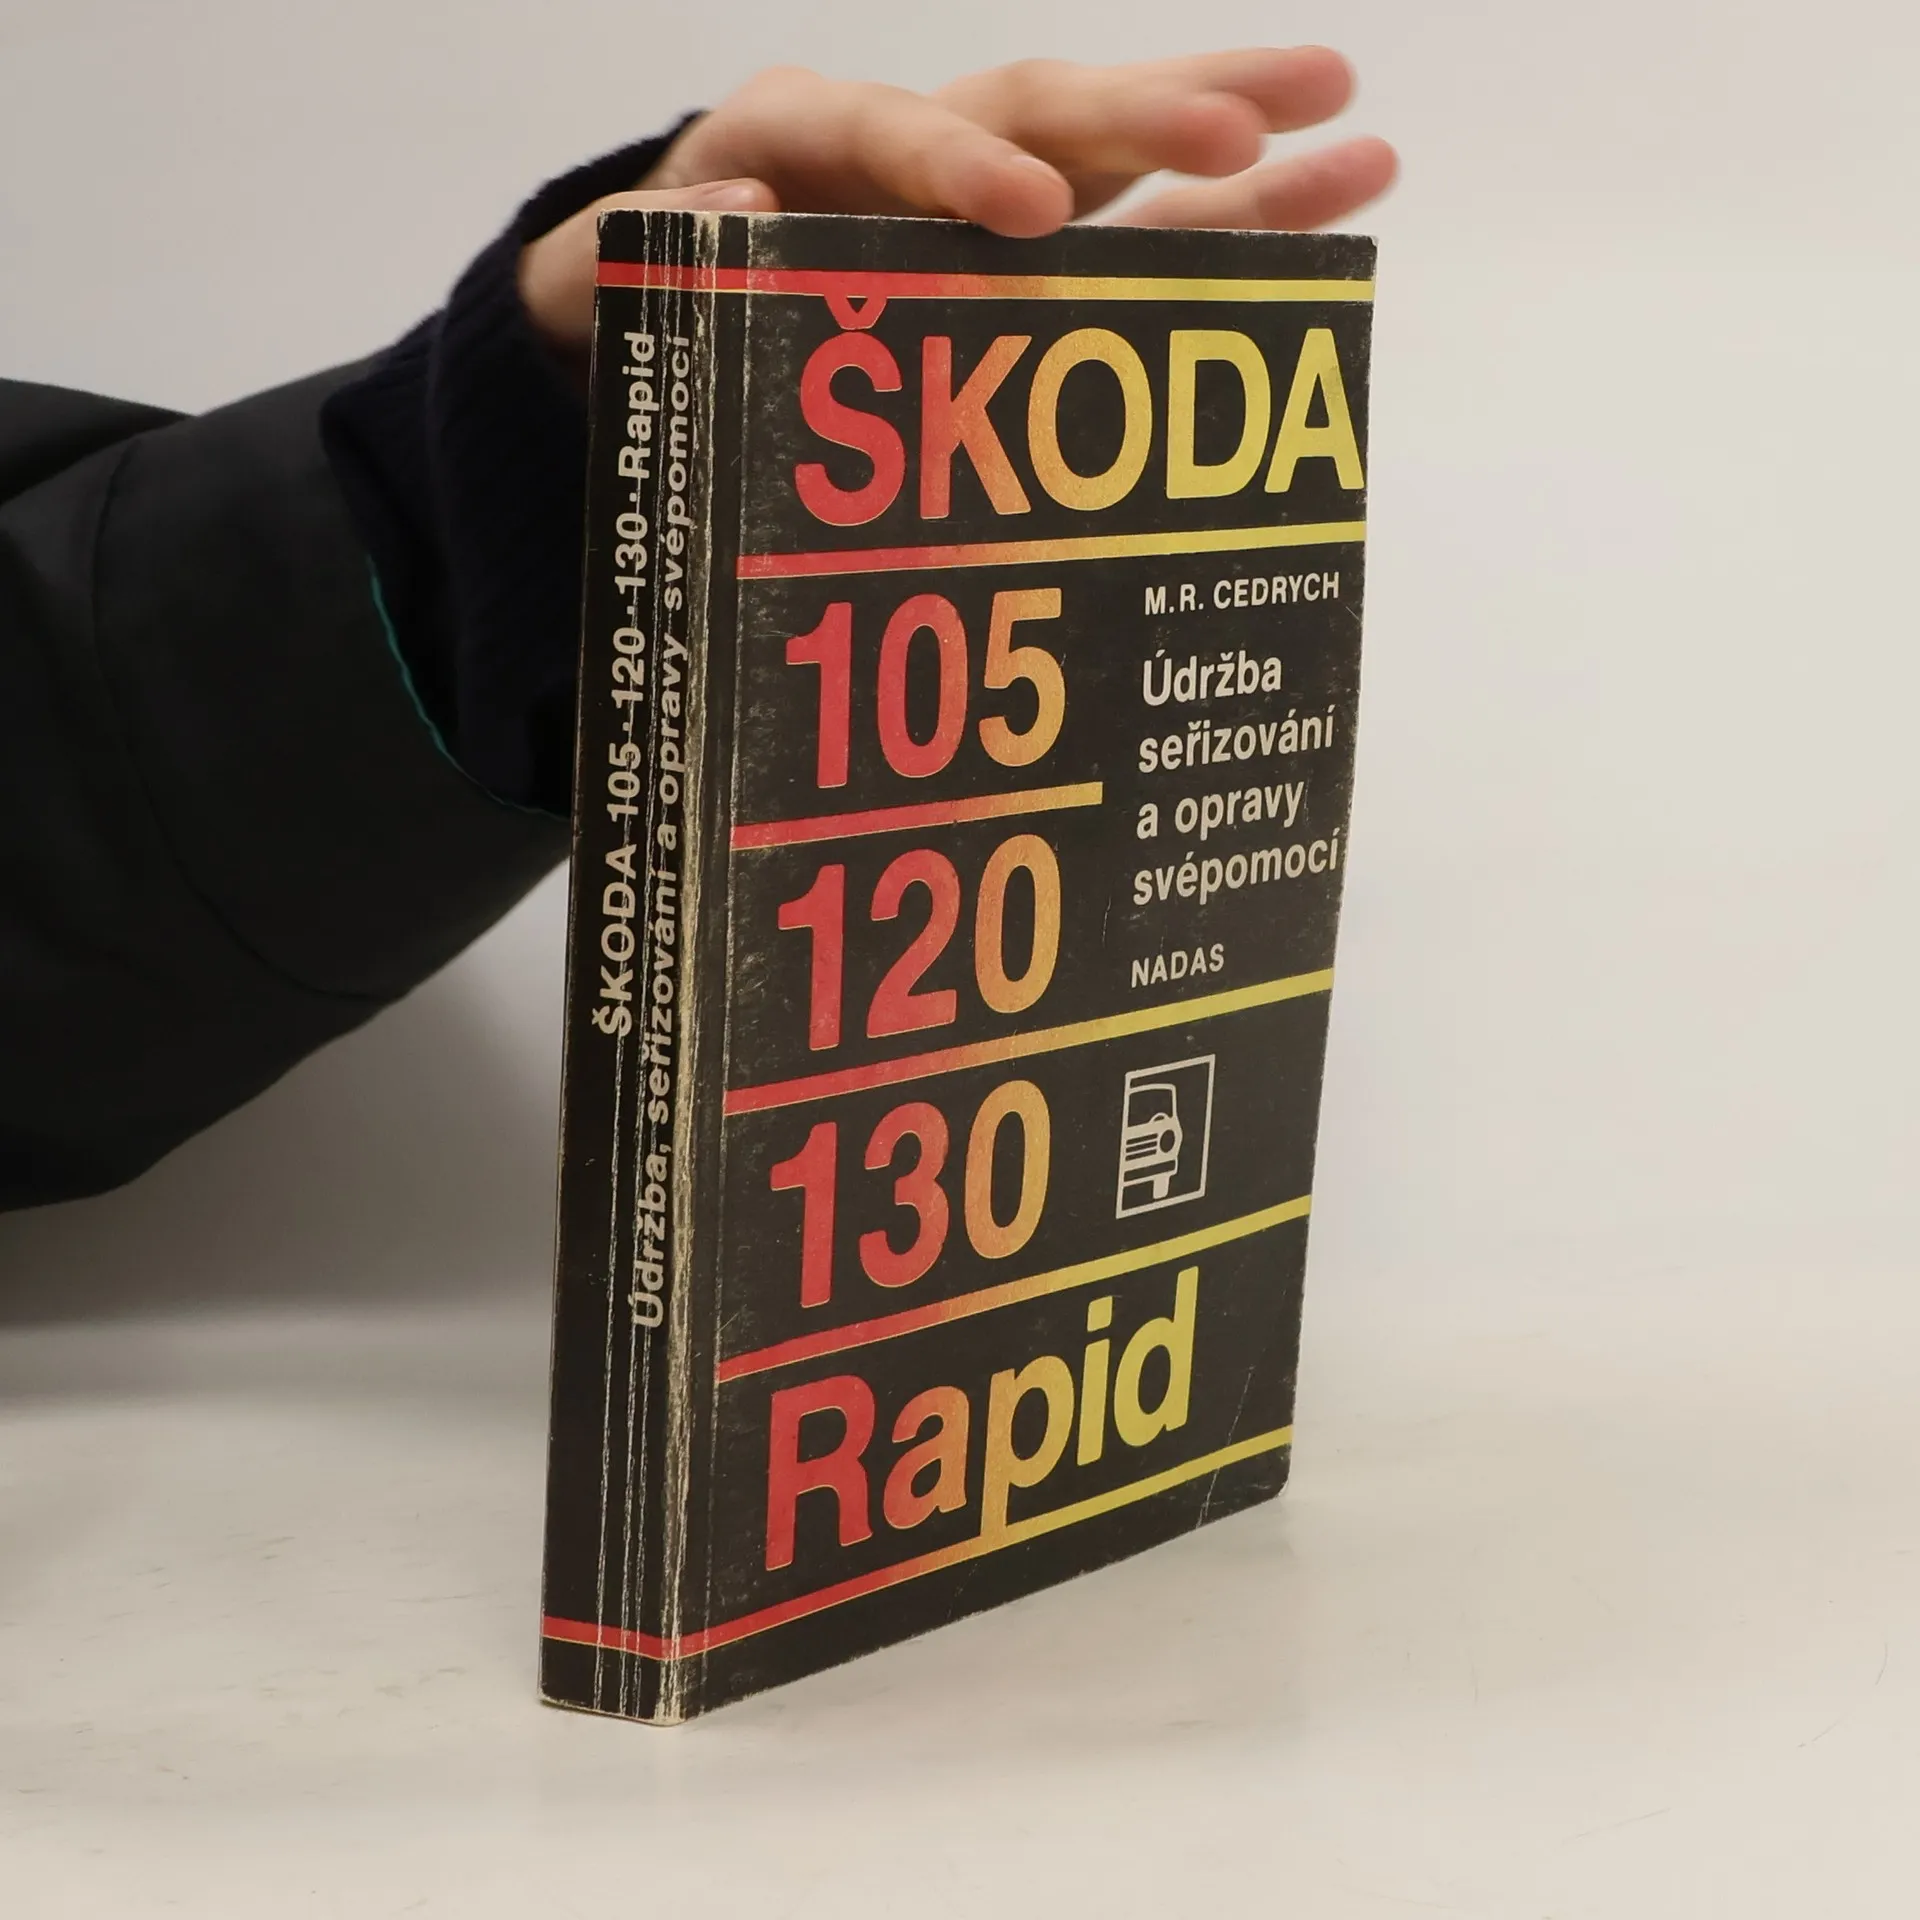 ŠKODA 105 · 120 · 130 · Rapid
Údržba, seřizování a opravy svépomocí
ŠKODA
105
M.R. CEDRYCH
Údržba
seřizování
a opravy
svépomocí
120
NADAS
130
Rapid